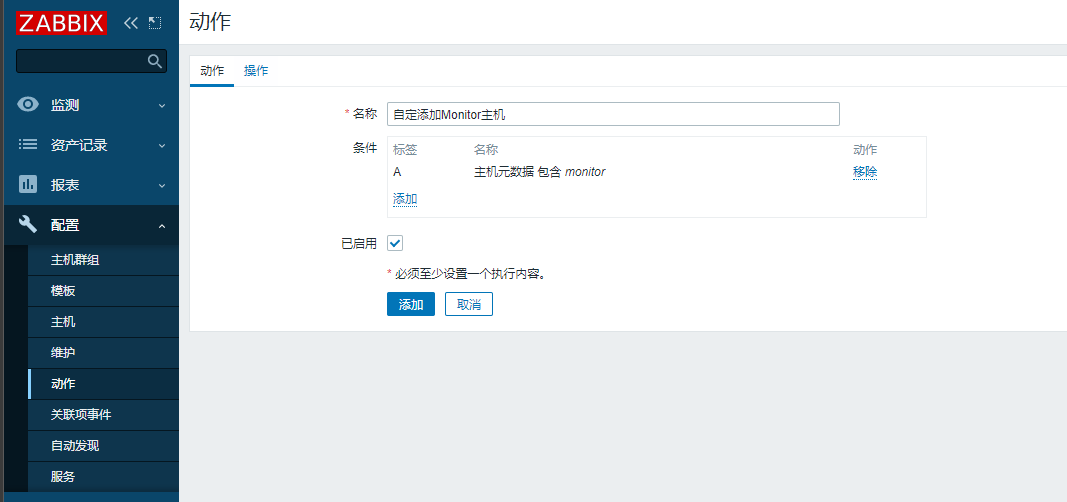 ZABBIX
监测
资产记录
报表
配置
主机群组
模板
主机
维护
动作
关联项事件
自动发现
服务
动作
动作 操作
* 名称 自定添加Monitor主机
条件 标签 名称 动作
A 主机元数据 包含 monitor 移除
添加
已启用
* 必须至少设置一个执行内容。
添加 取消